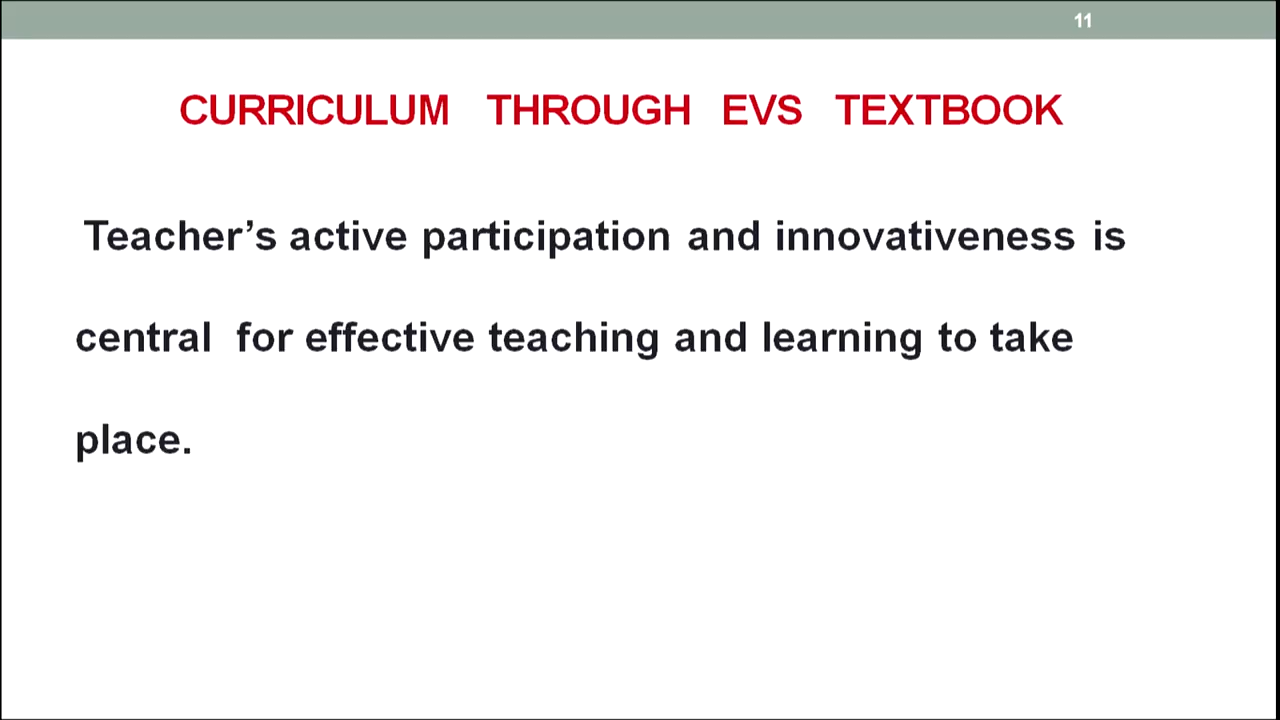 11
CURRICULUM THROUGH EVS TEXTBOOK
Teacher’s active participation and innovativeness is
central for effective teaching and learning to take
place.